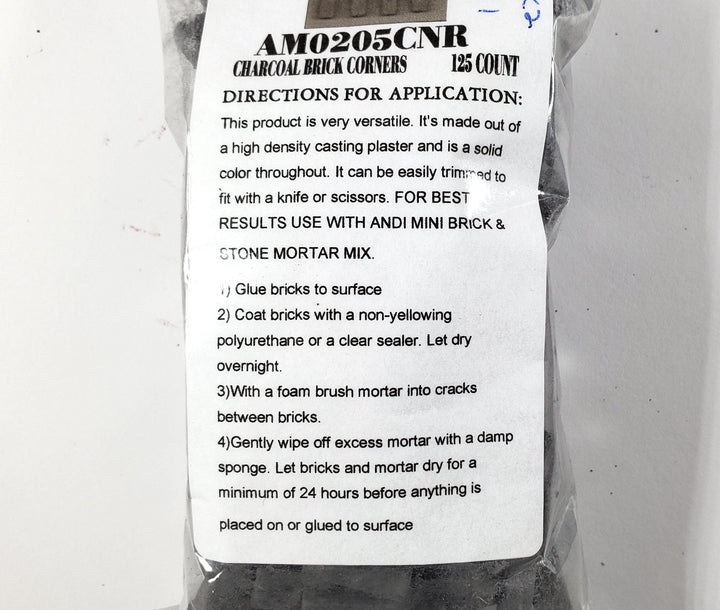 AM0205CNR
CHARCOAL BRICK CORNERS 125 COUNT
DIRECTIONS FOR APPLICATION:
This product is very versatile. It's made out of
a high density casting plaster and is a solid
color throughout. It can be easily trimmed to
fit with a knife or scissors. FOR BEST
RESULTS USE WITH ANDI MINI BRICK &
STONE MORTAR MIX.
1) Glue bricks to surface
2) Coat bricks with a non-yellowing
polyurethane or a clear sealer. Let dry
overnight.
3)With a foam brush mortar into cracks
between bricks.
4)Gently wipe off excess mortar with a damp
sponge. Let bricks and mortar dry for a
minimum of 24 hours before anything is
placed on or glued to surface